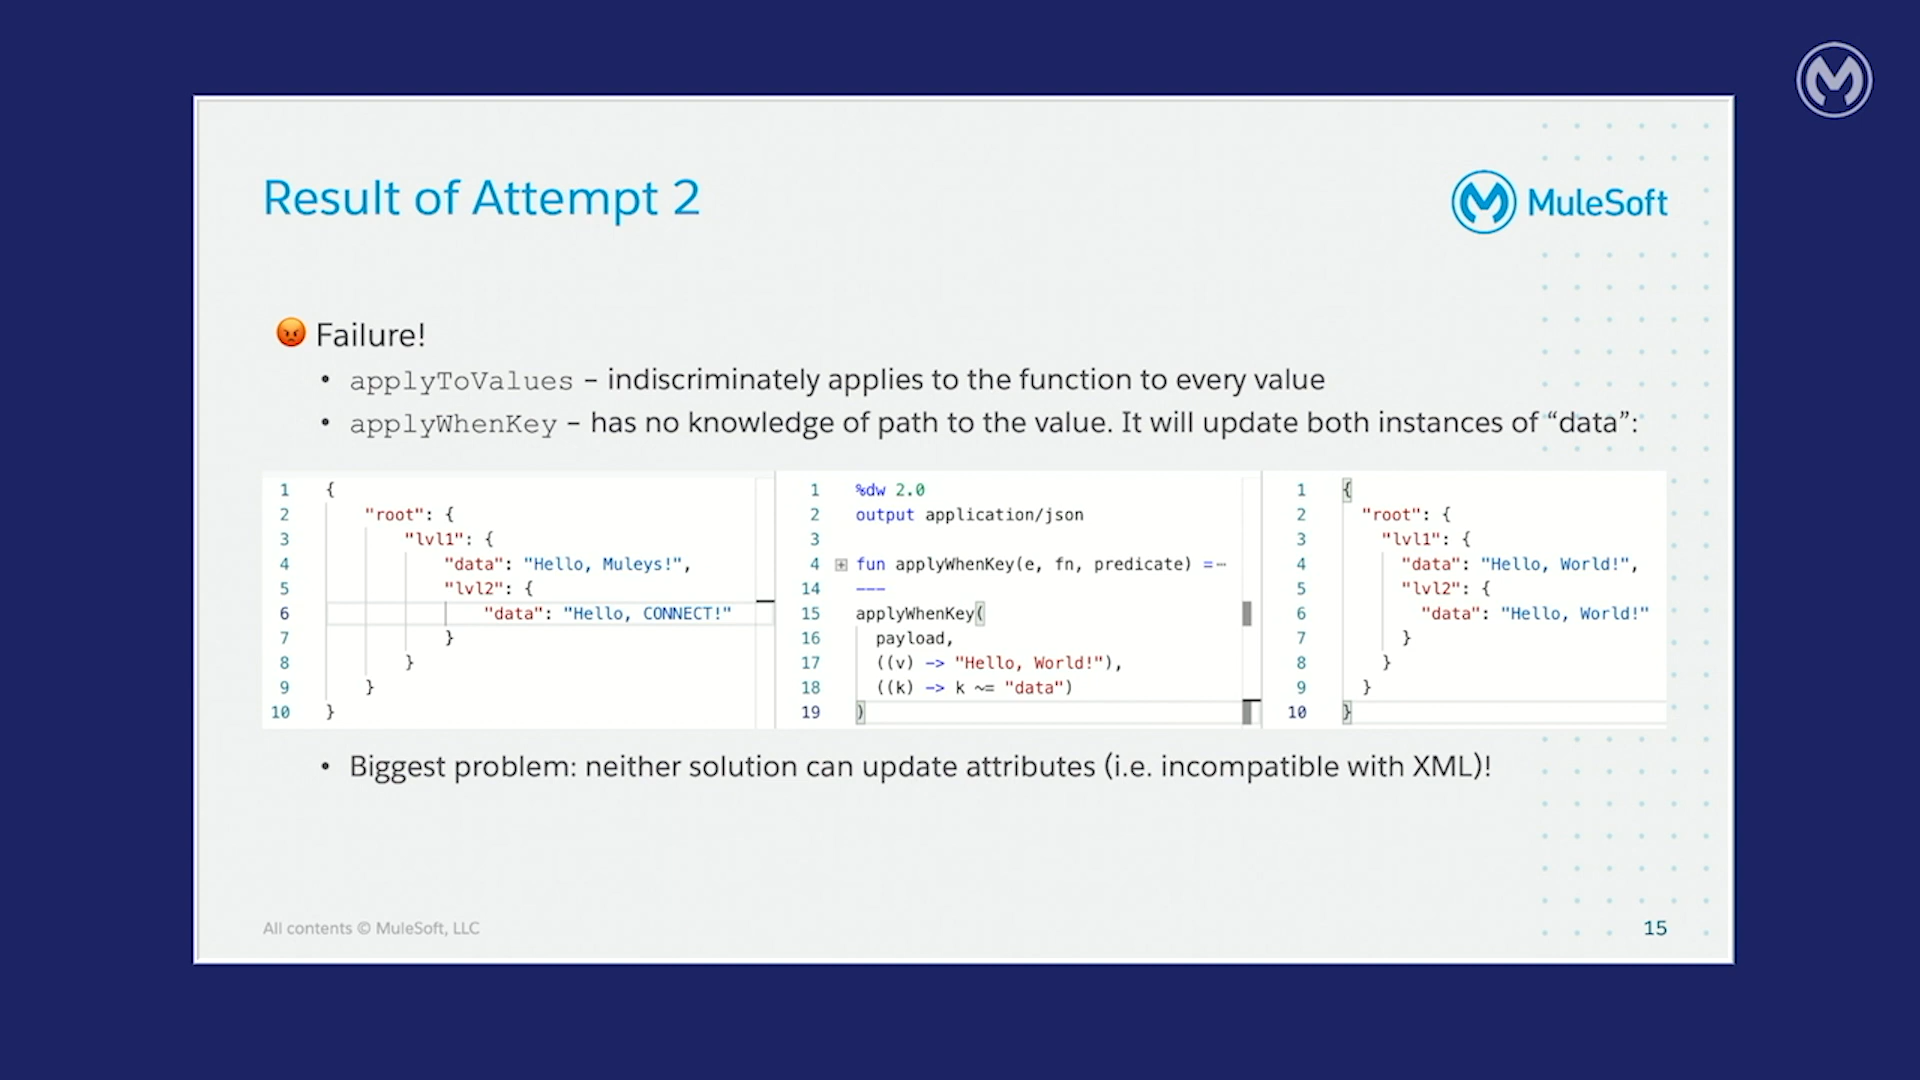 Result of Attempt 2
MuleSoft
😡 Failure!
• applyToValues – indiscriminately applies to the function to every value
• applyWhenKey – has no knowledge of path to the value. It will update both instances of “data”:
1 {
2 "root": {
3 "lvl1": {
4 "data": "Hello, Muleys!",
5 "lvl2": {
6 "data": "Hello, CONNECT!"
7 }
8 }
9 }
10 }
1 %dw 2.0
2 output application/json
3
4 fun applyWhenKey(e, fn, predicate) =⋯
14 ---
15 applyWhenKey(
16 payload,
17 ((v) -> "Hello, World!"),
18 ((k) -> k ~= "data")
19 )
1 {
2 "root": {
3 "lvl1": {
4 "data": "Hello, World!",
5 "lvl2": {
6 "data": "Hello, World!"
7 }
8 }
9 }
10 }
• Biggest problem: neither solution can update attributes (i.e. incompatible with XML)!
All contents © MuleSoft, LLC
15